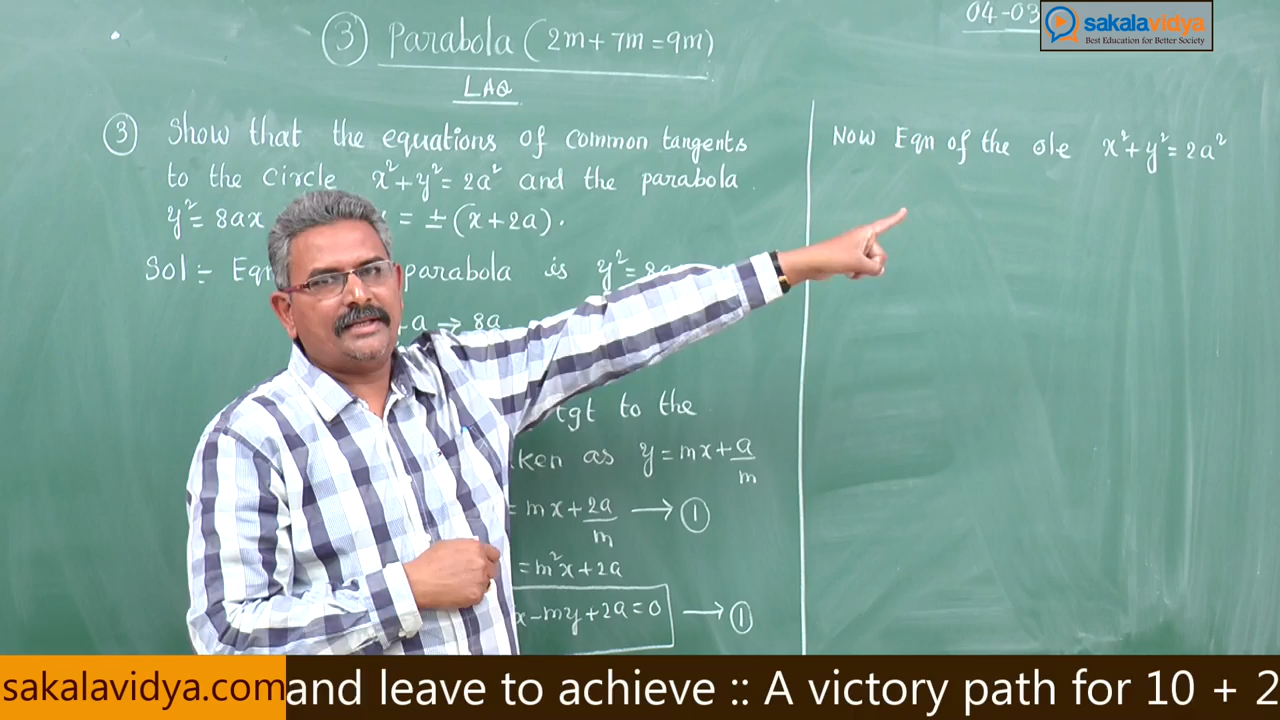 04-03
sakalavidya
Best Education for Better Society
③ Parabola (2m+7m=9m)
LAQ
③ Show that the equations of common tangents
to the circle x²+y²=2a² and the parabola
y²=8ax = ±(x+2a).
Sol:- Eqn parabola is y²=8a
a → 8a
tgt to the
as y=mx+a/m
= mx+2a/m → ①
= m²x+2a
x-my+2a=0 → ①
Now Eqn of the ole x²+y²=2a²
sakalavidya.com and leave to achieve :: A victory path for 10 + 2